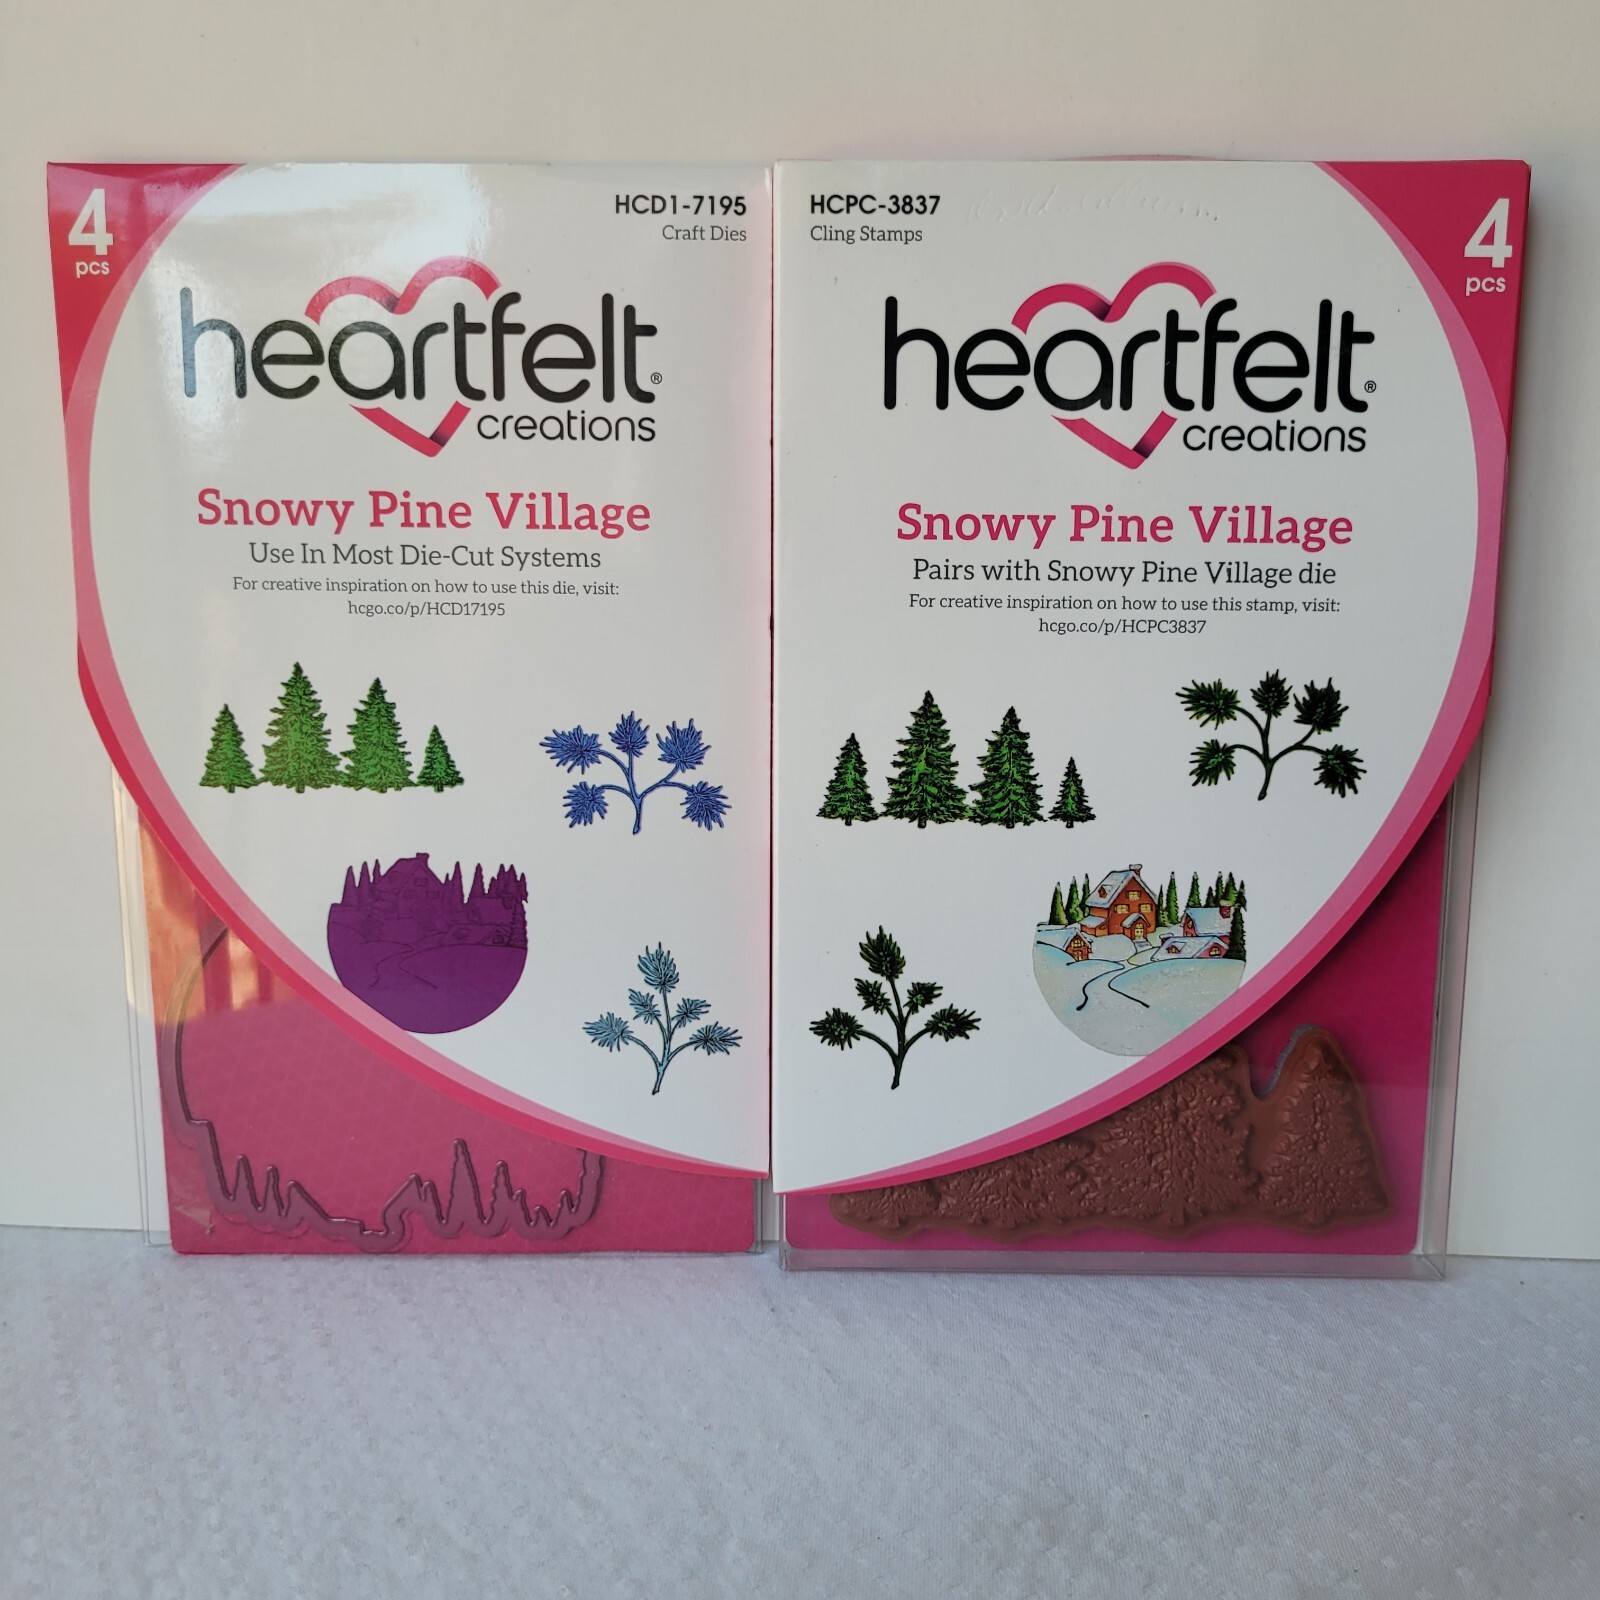 4
pcs
HCD1-7195
Craft Dies
heartfelt®
creations
Snowy Pine Village
Use In Most Die-Cut Systems
For creative inspiration on how to use this die, visit:
hcgo.co/p/HCD17195
HCPC-3837
Cling Stamps
4
pcs
heartfelt®
creations
Snowy Pine Village
Pairs with Snowy Pine Village die
For creative inspiration on how to use this stamp, visit:
hcgo.co/p/HCPC3837